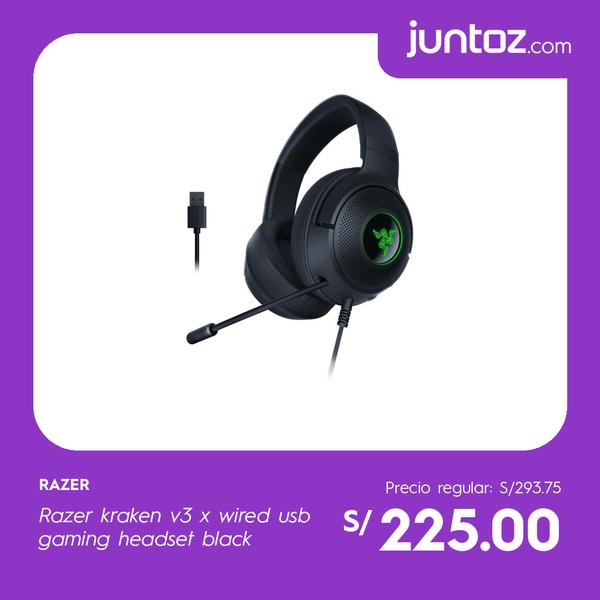 juntoz.com
RAZER
Razer kraken v3 x wired usb
gaming headset black
Precio regular: S/293.75
S/225.00